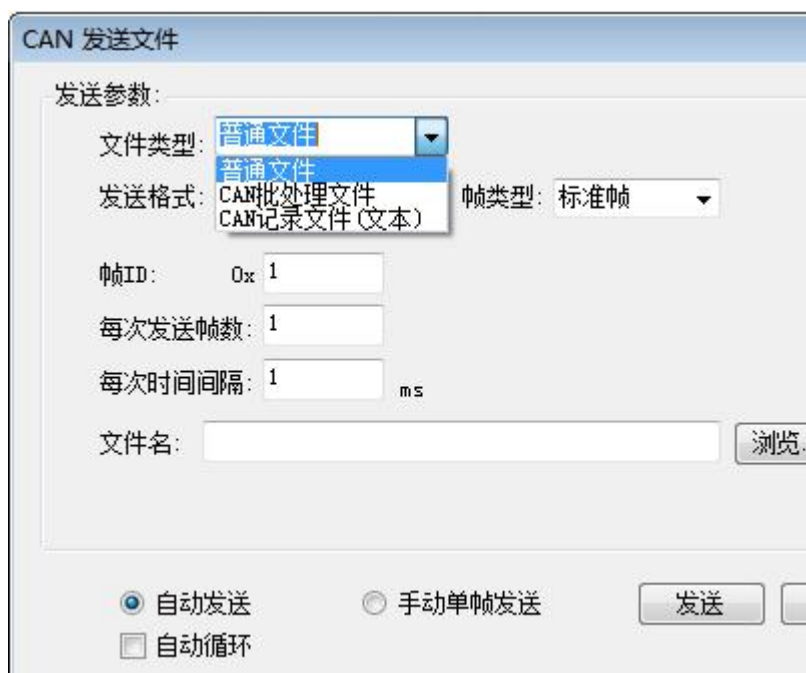 CAN 发送文件
发送参数:
文件类型: 普通文件
普通文件
发送格式: CAN批处理文件 帧类型: 标准帧
CAN记录文件(文本)
帧ID: 0x 1
每次发送帧数: 1
每次时间间隔: 1 ms
文件名: 浏览.
自动发送 手动单帧发送 发送
自动循环